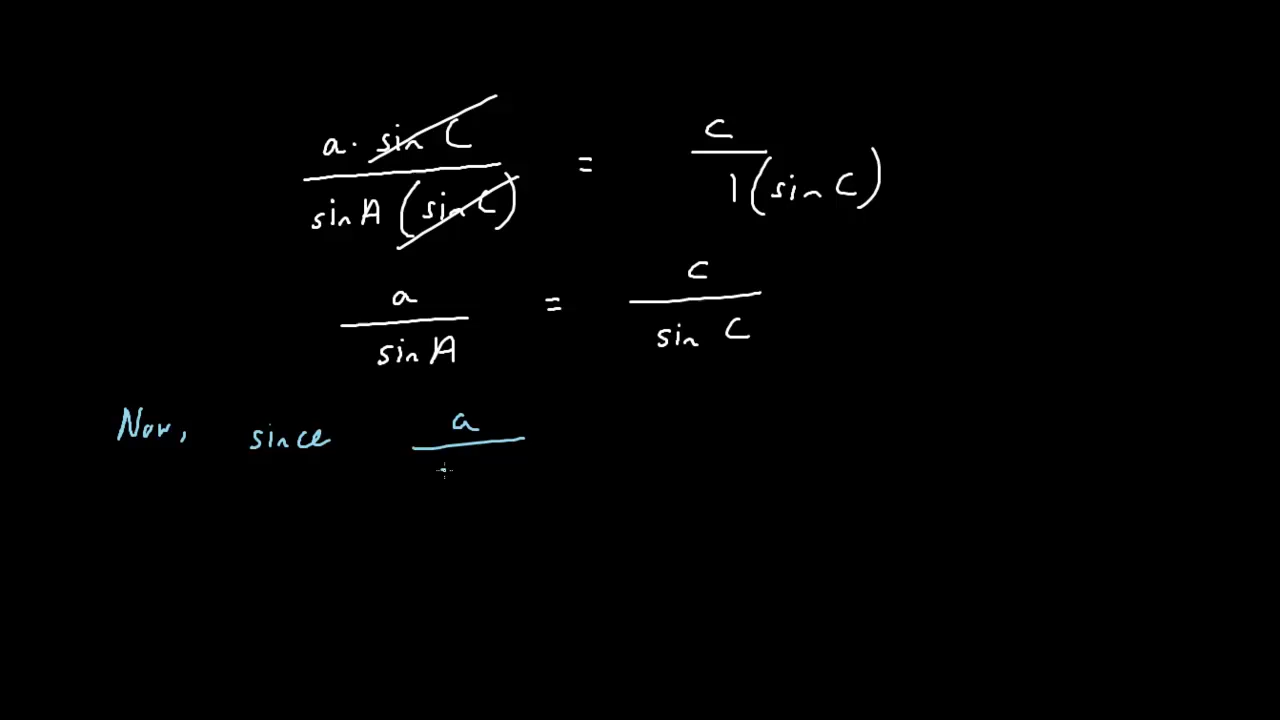 a · sin C / sin A (sin C) = c / 1 (sin C)
a / sin A = c / sin C
Now, since a /